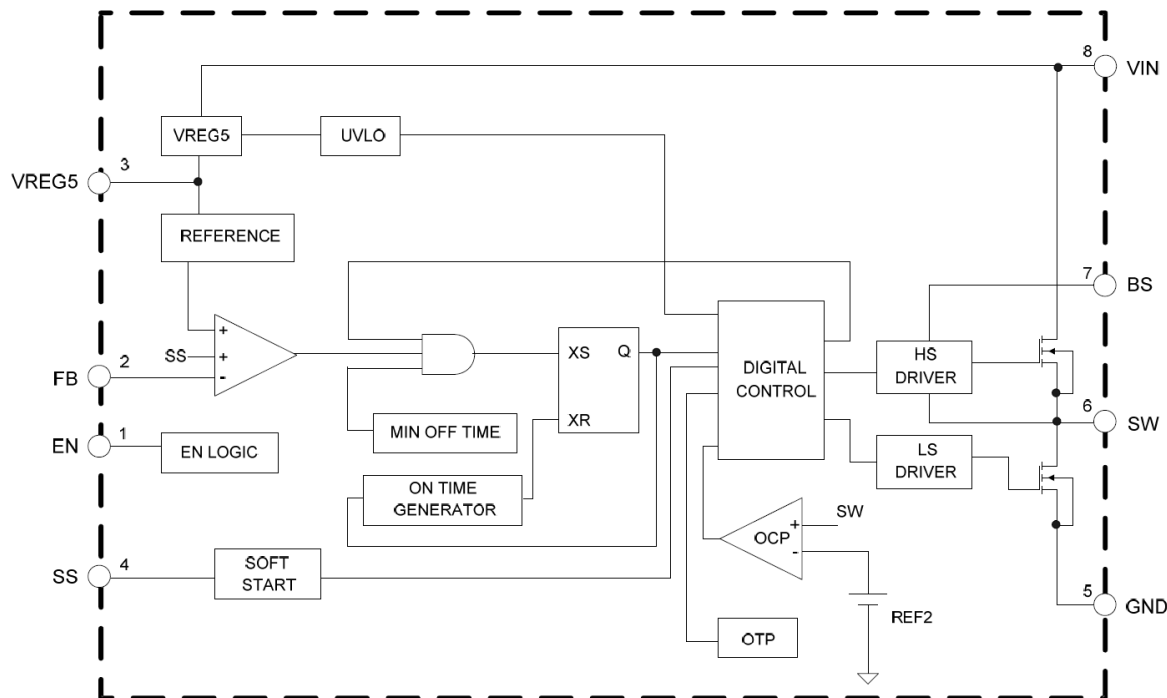 8
VIN
VREG5
UVLO
3
VREG5
REFERENCE
7
BS
+
SS
+
-
2
FB
XS
Q
XR
DIGITAL
CONTROL
HS
DRIVER
6
SW
MIN OFF TIME
1
EN
EN LOGIC
LS
DRIVER
ON TIME
GENERATOR
OCP
+
-
SW
4
SS
SOFT
START
5
GND
REF2
OTP